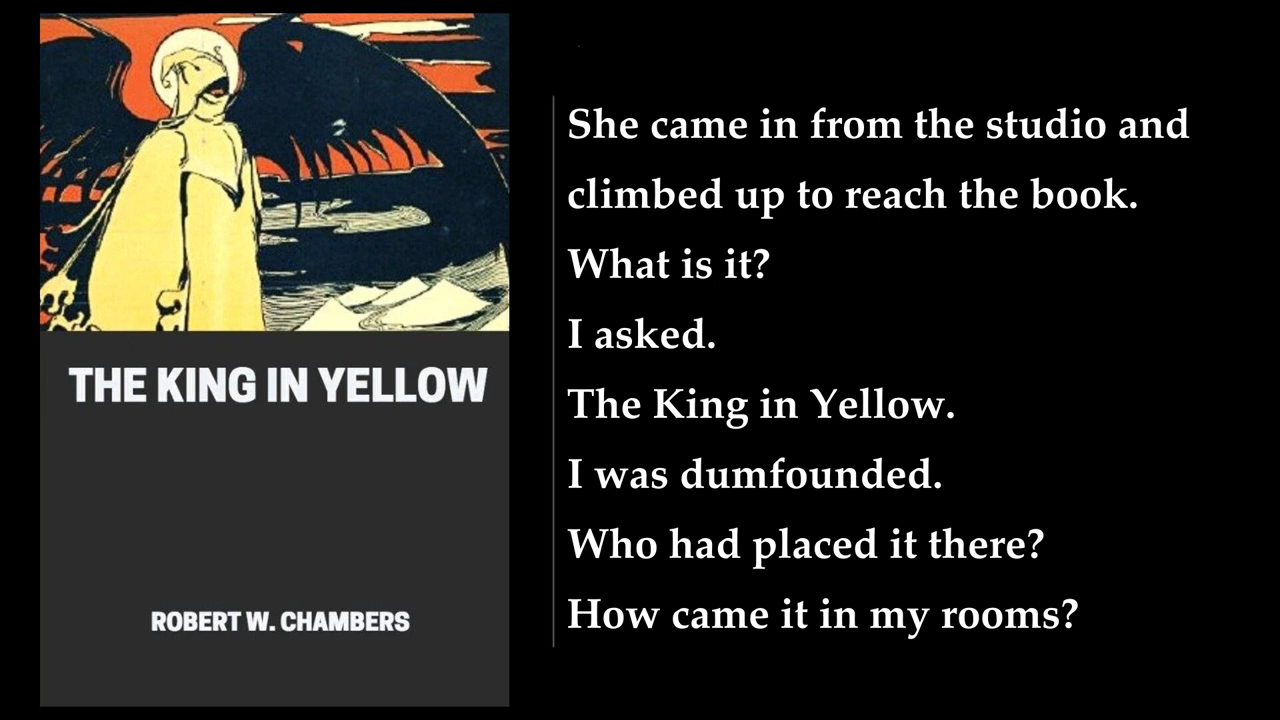 THE KING IN YELLOW
ROBERT W. CHAMBERS
She came in from the studio and
climbed up to reach the book.
What is it?
I asked.
The King in Yellow.
I was dumfounded.
Who had placed it there?
How came it in my rooms?